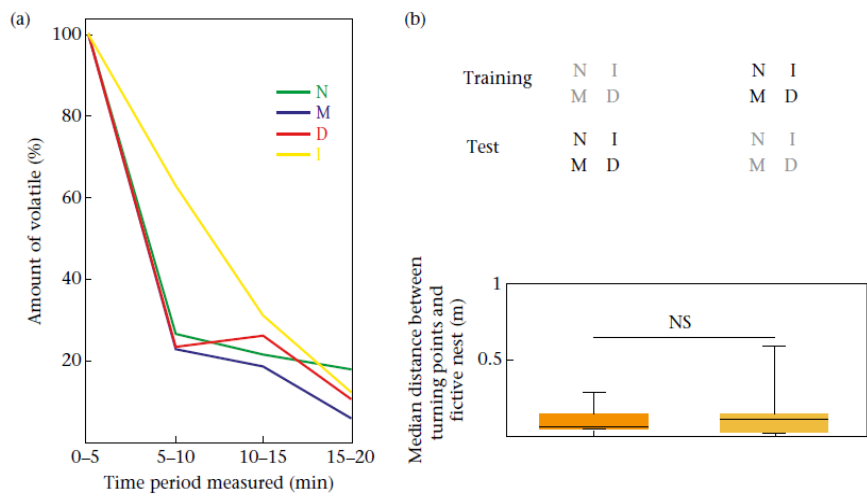 (a)
100
80
60
40
20
Amount of volatile (%)
N
M
D
I
0–5
5–10
10–15
15–20
Time period measured (min)
(b)
Training
N I
M D
N I
M D
Test
N I
M D
N I
M D
Median distance between
turning points and
fictive nest (m)
1
0.5
NS